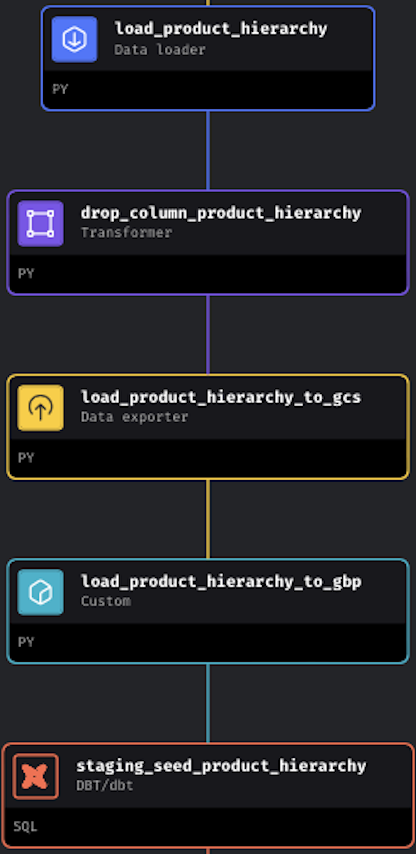 load_product_hierarchy
Data loader
PY
drop_column_product_hierarchy
Transformer
PY
load_product_hierarchy_to_gcs
Data exporter
PY
load_product_hierarchy_to_gbp
Custom
PY
staging_seed_product_hierarchy
DBT/dbt
SQL